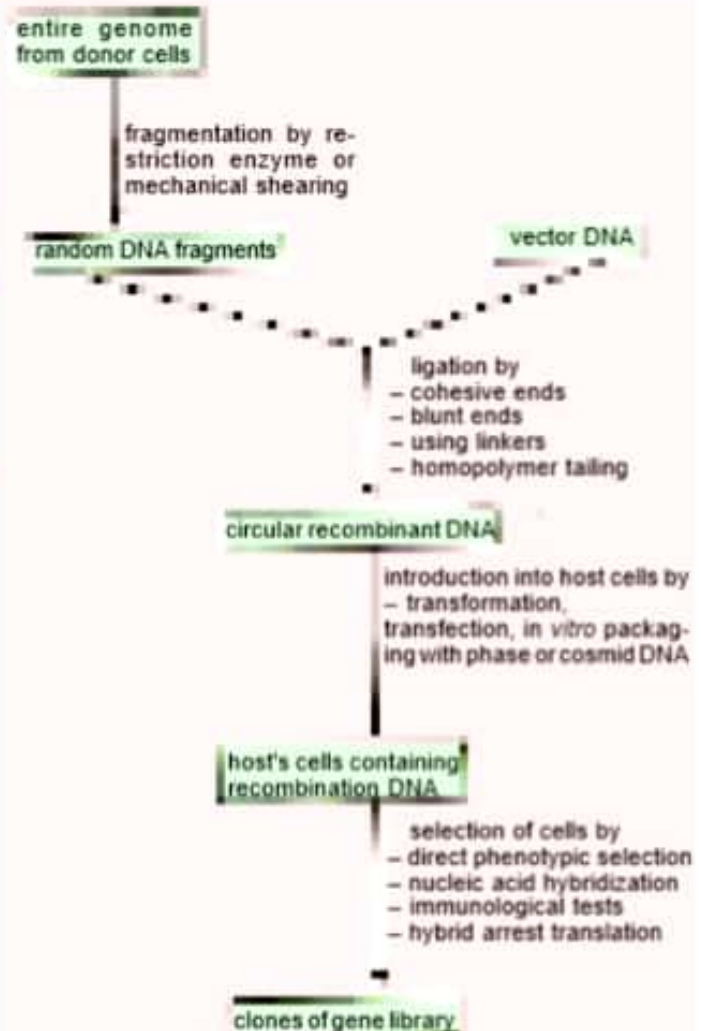 entire genome
from donor cells
fragmentation by re-
striction enzyme or
mechanical shearing
random DNA fragments
vector DNA
ligation by
– cohesive ends
– blunt ends
– using linkers
– homopolymer tailing
circular recombinant DNA
introduction into host cells by
– transformation,
transfection, in vitro packag-
ing with phase or cosmid DNA
host's cells containing
recombination DNA
selection of cells by
– direct phenotypic selection
– nucleic acid hybridization
– immunological tests
– hybrid arrest translation
clones of gene library